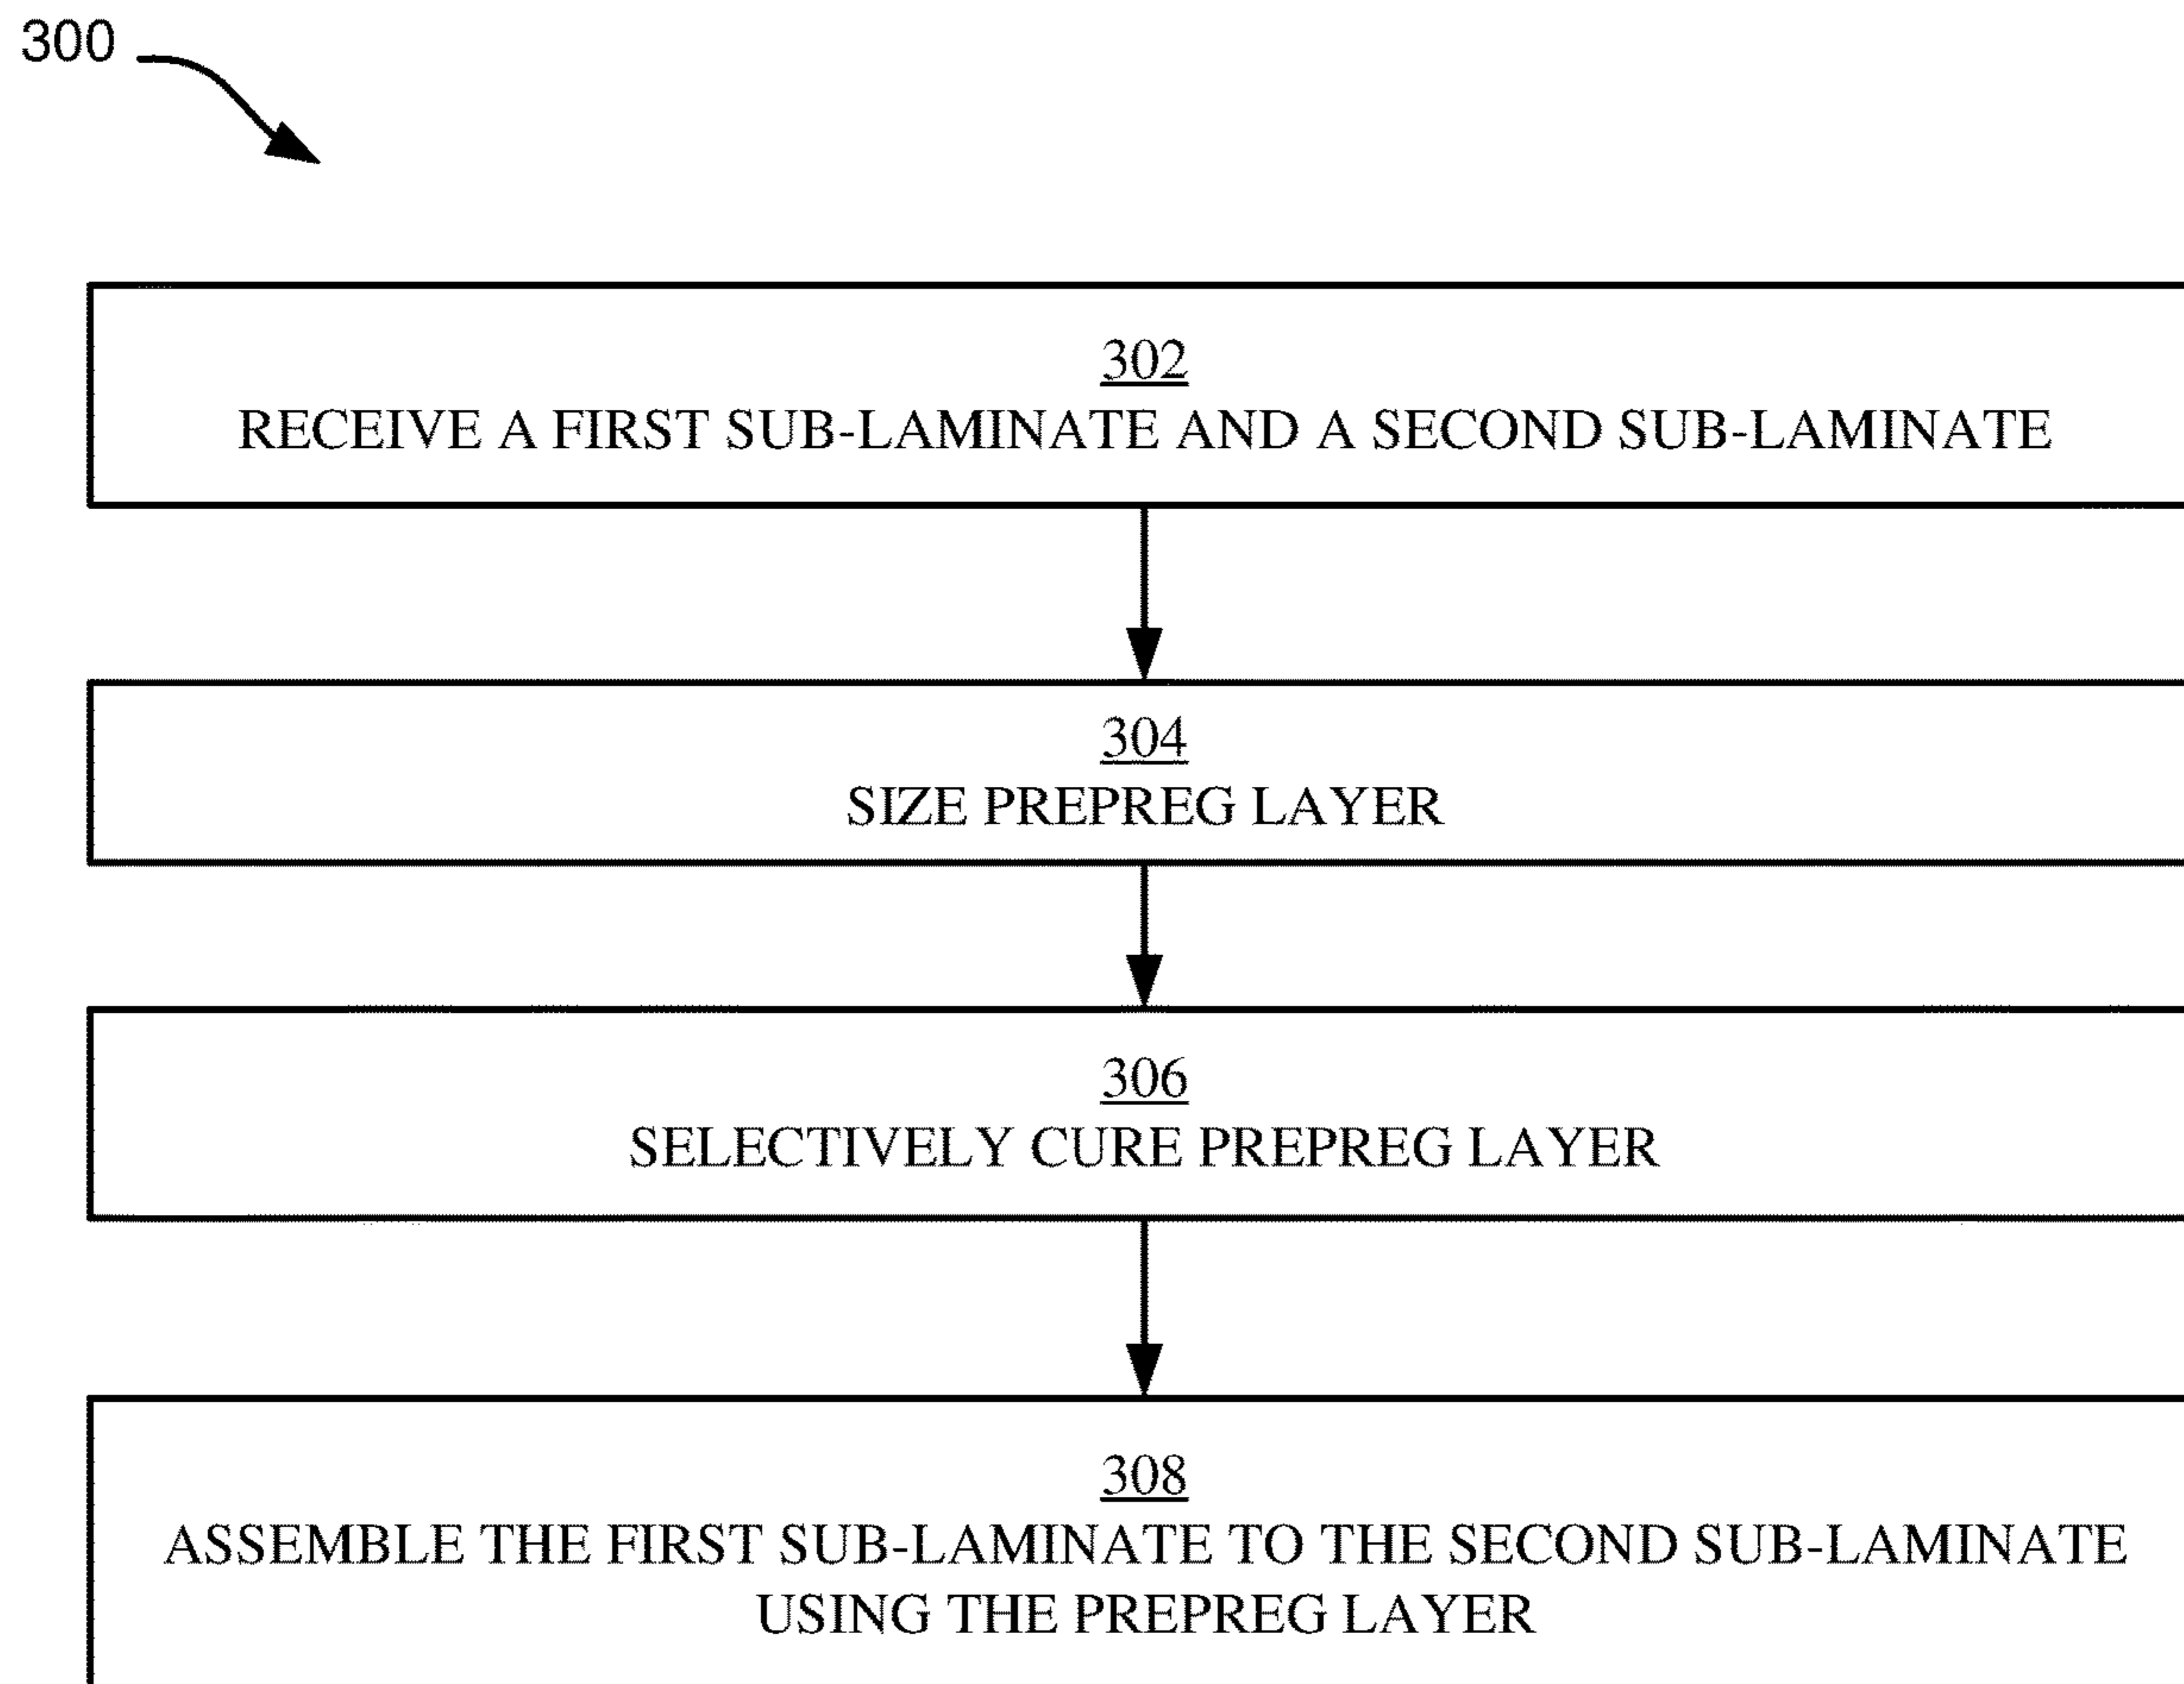 300
302
RECEIVE A FIRST SUB-LAMINATE AND A SECOND SUB-LAMINATE
304
SIZE PREPREG LAYER
306
SELECTIVELY CURE PREPREG LAYER
308
ASSEMBLE THE FIRST SUB-LAMINATE TO THE SECOND SUB-LAMINATE
USING THE PREPREG LAYER